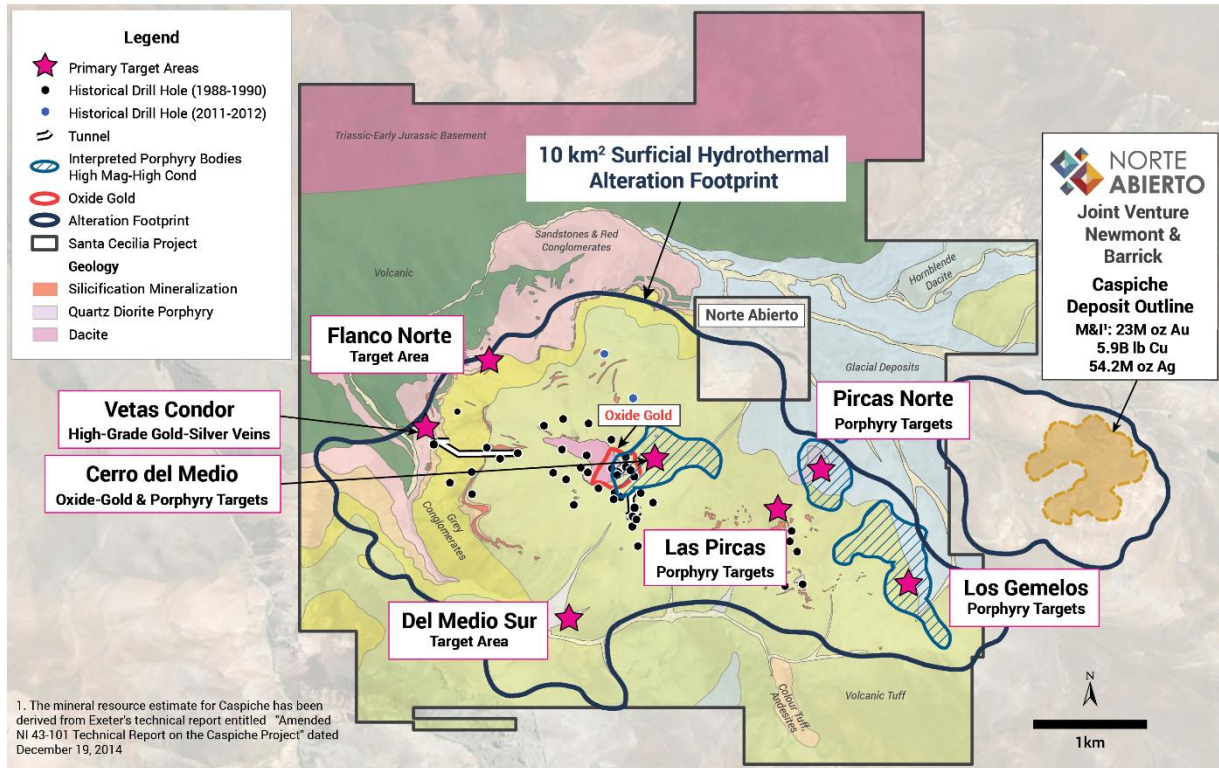 Legend
Primary Target Areas
Historical Drill Hole (1988-1990)
Historical Drill Hole (2011-2012)
Tunnel
Interpreted Porphyry Bodies
High Mag-High Cond
Oxide Gold
Alteration Footprint
Santa Cecilia Project
Geology
Silicification Mineralization
Quartz Diorite Porphyry
Dacite
Triassic-Early Jurassic Basement
10 km² Surficial Hydrothermal
Alteration Footprint
NORTE
ABIERTO
Joint Venture
Newmont &
Barrick
Caspiche
Deposit Outline
M&I¹: 23M oz Au
5.9B lb Cu
54.2M oz Ag
Sandstones & Red
Conglomerates
Volcanic
Hornblende
Dacite
Norte Abierto
Flanco Norte
Target Area
Glacial Deposits
Vetas Condor
High-Grade Gold-Silver Veins
Oxide Gold
Pircas Norte
Porphyry Targets
Cerro del Medio
Oxide-Gold & Porphyry Targets
Grey
Conglomerates
Las Pircas
Porphyry Targets
Los Gemelos
Porphyry Targets
Del Medio Sur
Target Area
Volcanic Tuff
Colour Tuff,
Andesites
N
1km
1. The mineral resource estimate for Caspiche has been
derived from Exeter's technical report entitled "Amended
NI 43-101 Technical Report on the Caspiche Project" dated
December 19, 2014